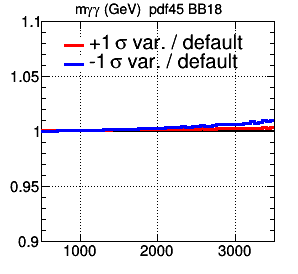 mγγ (GeV) pdf45 BB18
1.1
+1 σ var. / default
-1 σ var. / default
1.05
1
0.95
0.9
1000 2000 3000